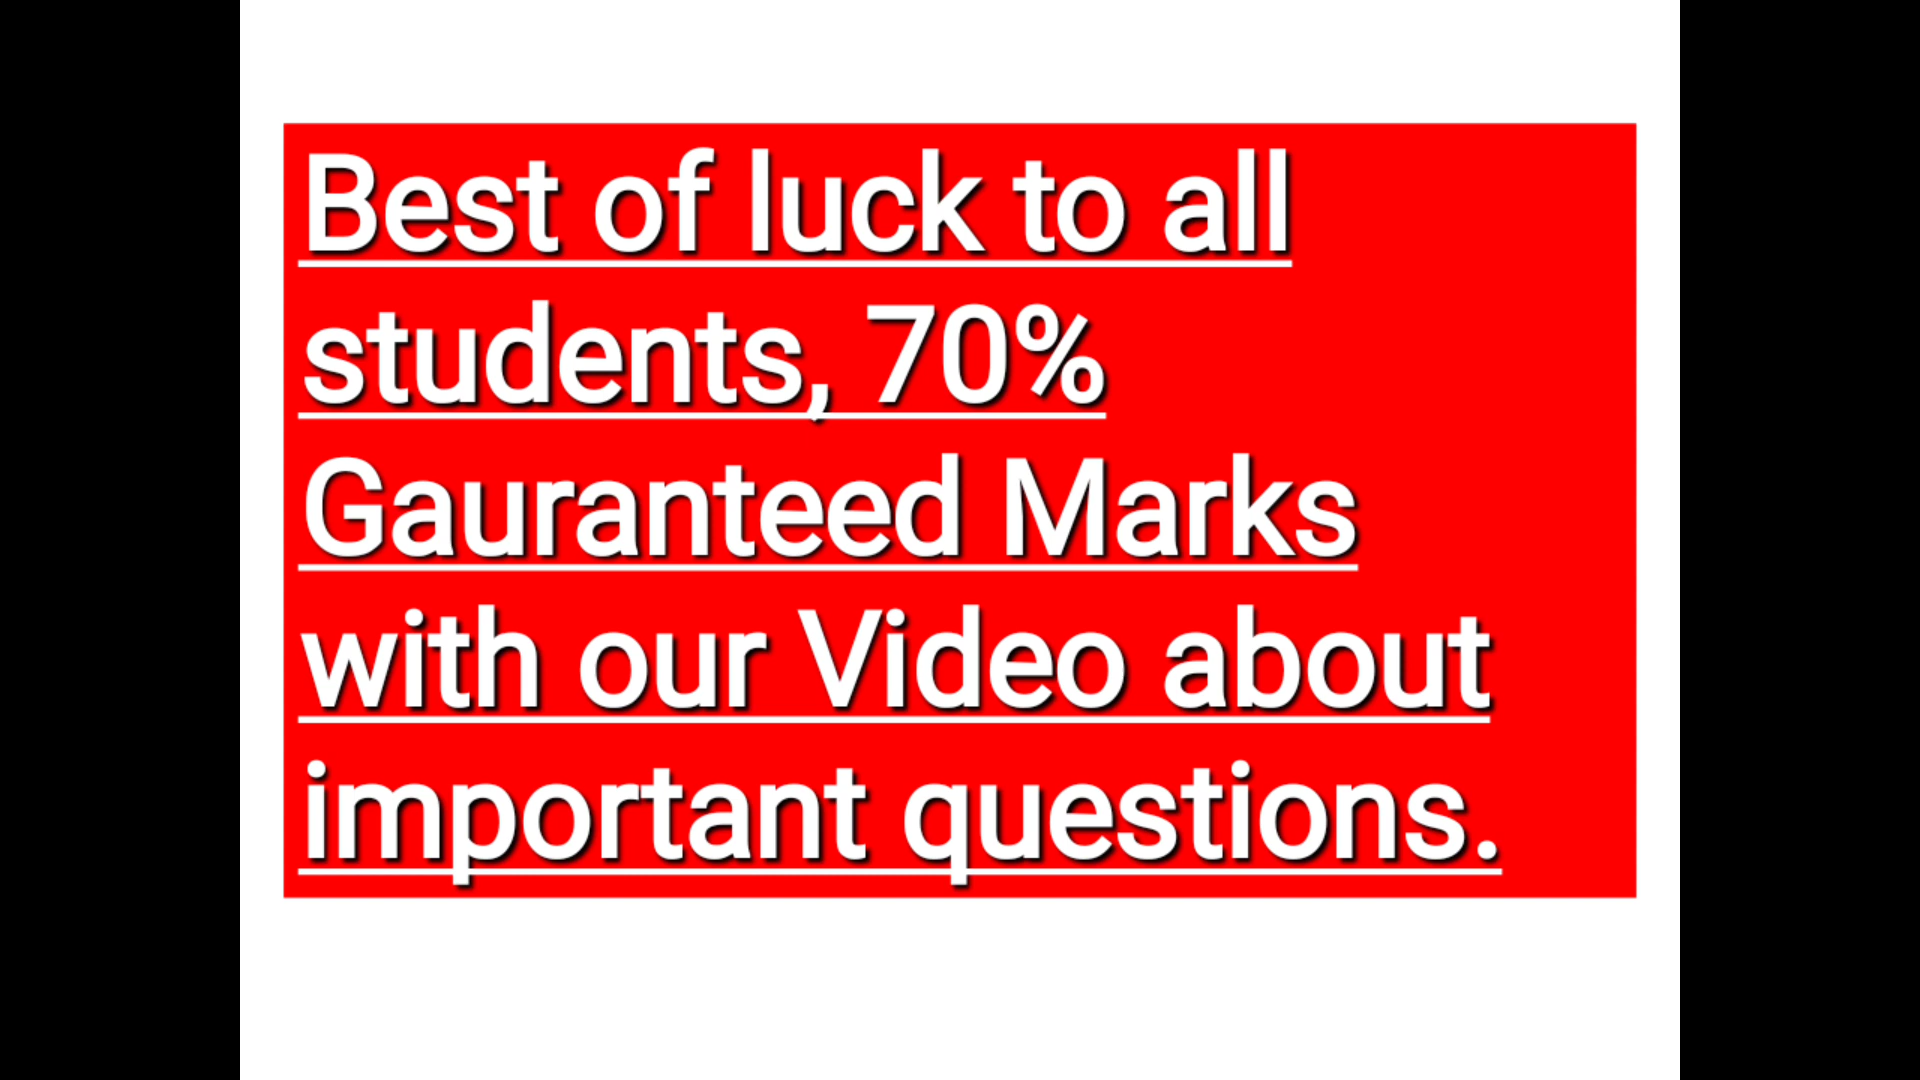 Best of luck to all
students, 70%
Gauranteed Marks
with our Video about
important questions.